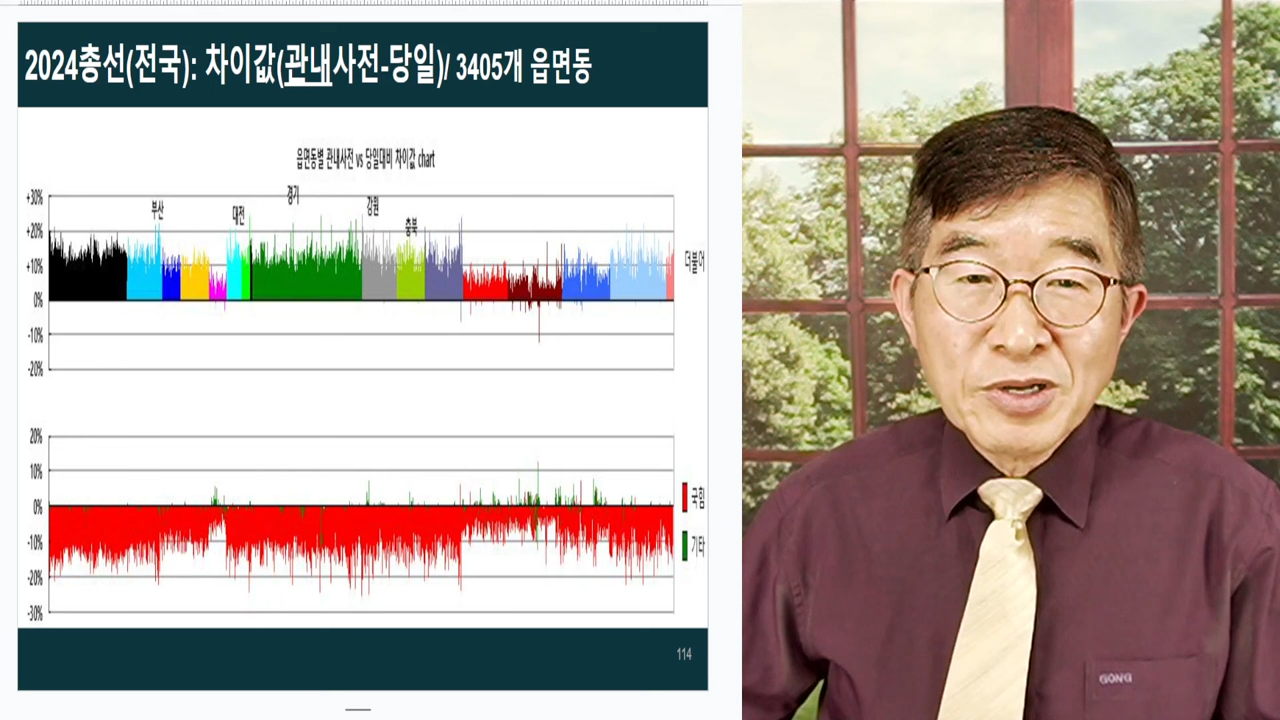 2024총선(전국): 차이값(관내사전-당일)/ 3405개 읍면동
읍면동별 관내사전 vs 당일대비 차이값 chart
+30%
+20%
+10%
0%
-10%
-20%
부산
대전
경기
강원
충북
더불어
20%
10%
0%
-10%
-20%
-30%
국힘
기타
114
GONG